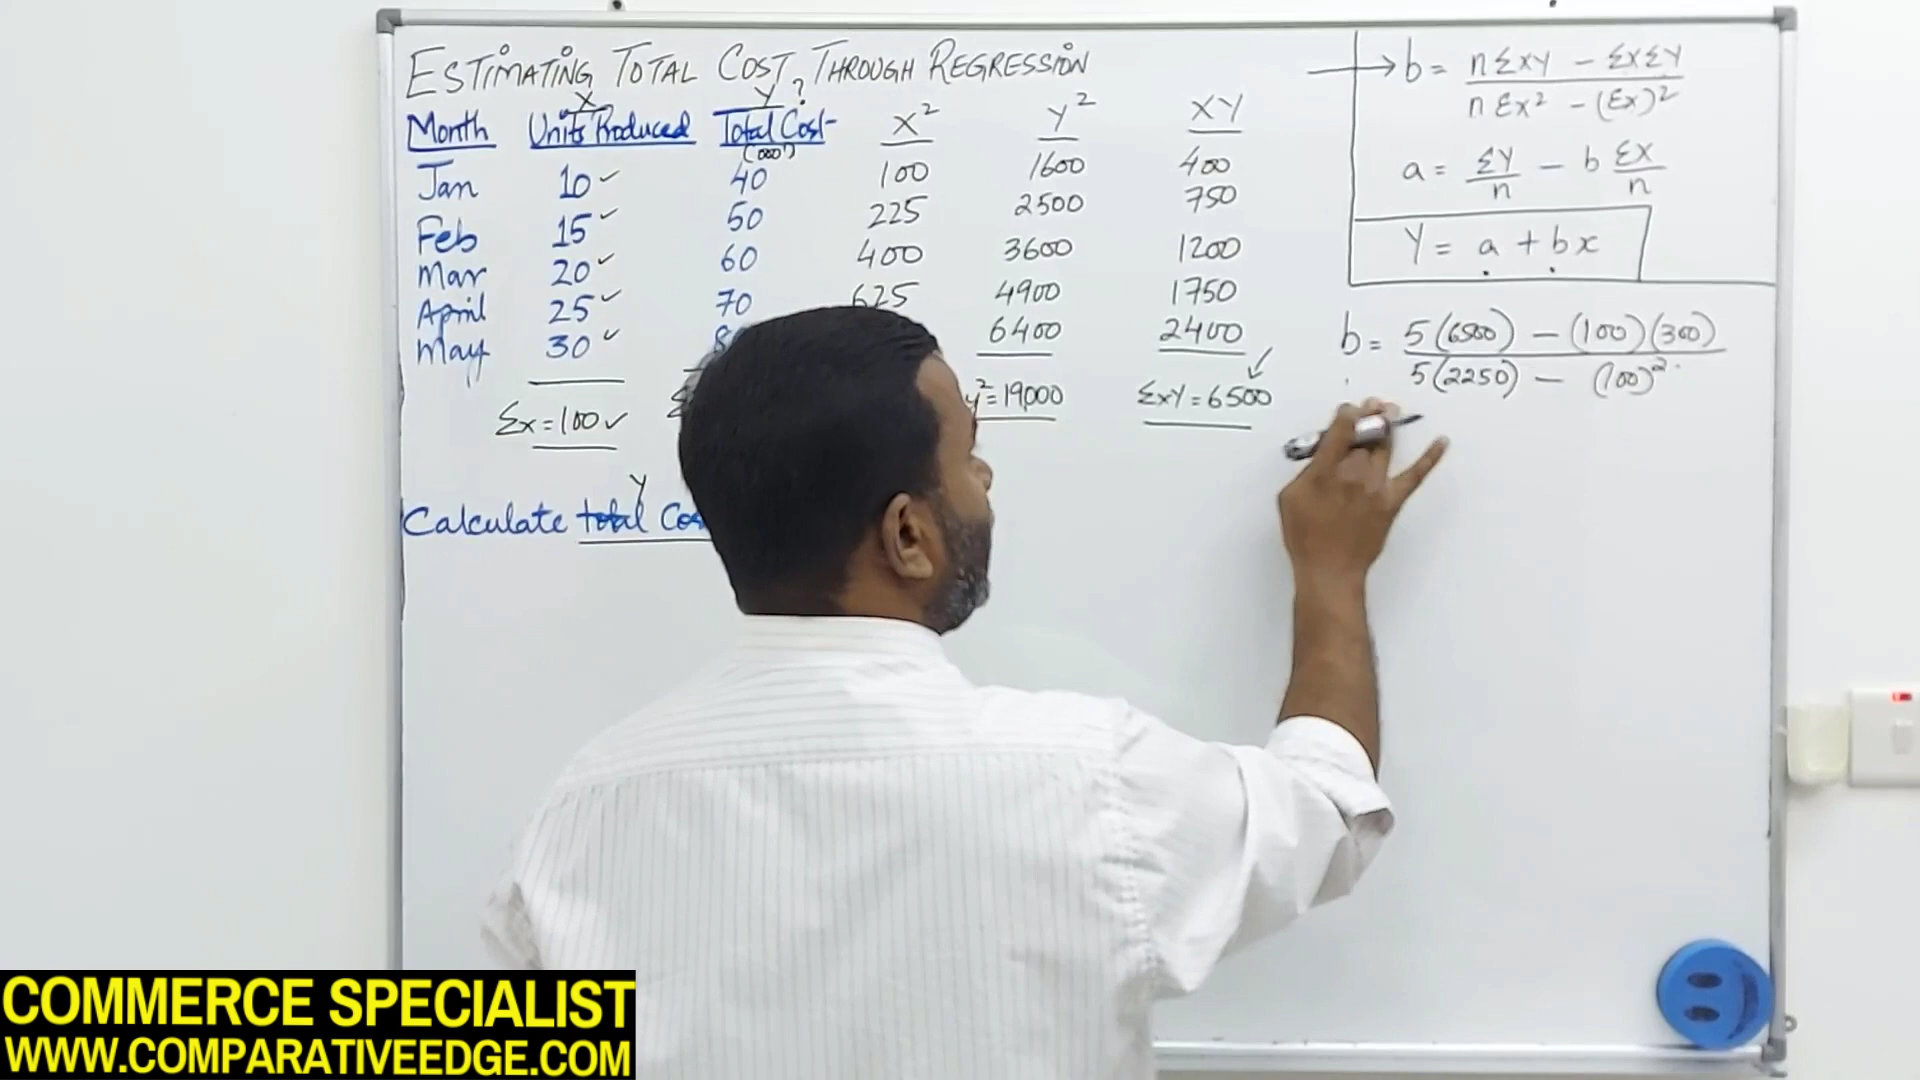 ESTIMATING TOTAL COST THROUGH REGRESSION
X Y ?
Month Units Produced Total Cost X² Y² XY
('000')
Jan 10 ✓ 40 100 1600 400
Feb 15 ✓ 50 225 2500 750
Mar 20 ✓ 60 400 3600 1200
April 25 ✓ 70 625 4900 1750
May 30 ✓ 8 6400 2400
Σx = 100 ✓ Σ y² = 19,000 Σxy = 6500
Y
Calculate total Cos
→ b = nΣxy − ΣxΣy
nΣx² − (Σx)²
a = Σy/n − b Σx/n
Y = a + bx
b = 5(6500) − (100)(300)
5(2250) − (100)²
COMMERCE SPECIALIST
WWW.COMPARATIVEEDGE.COM